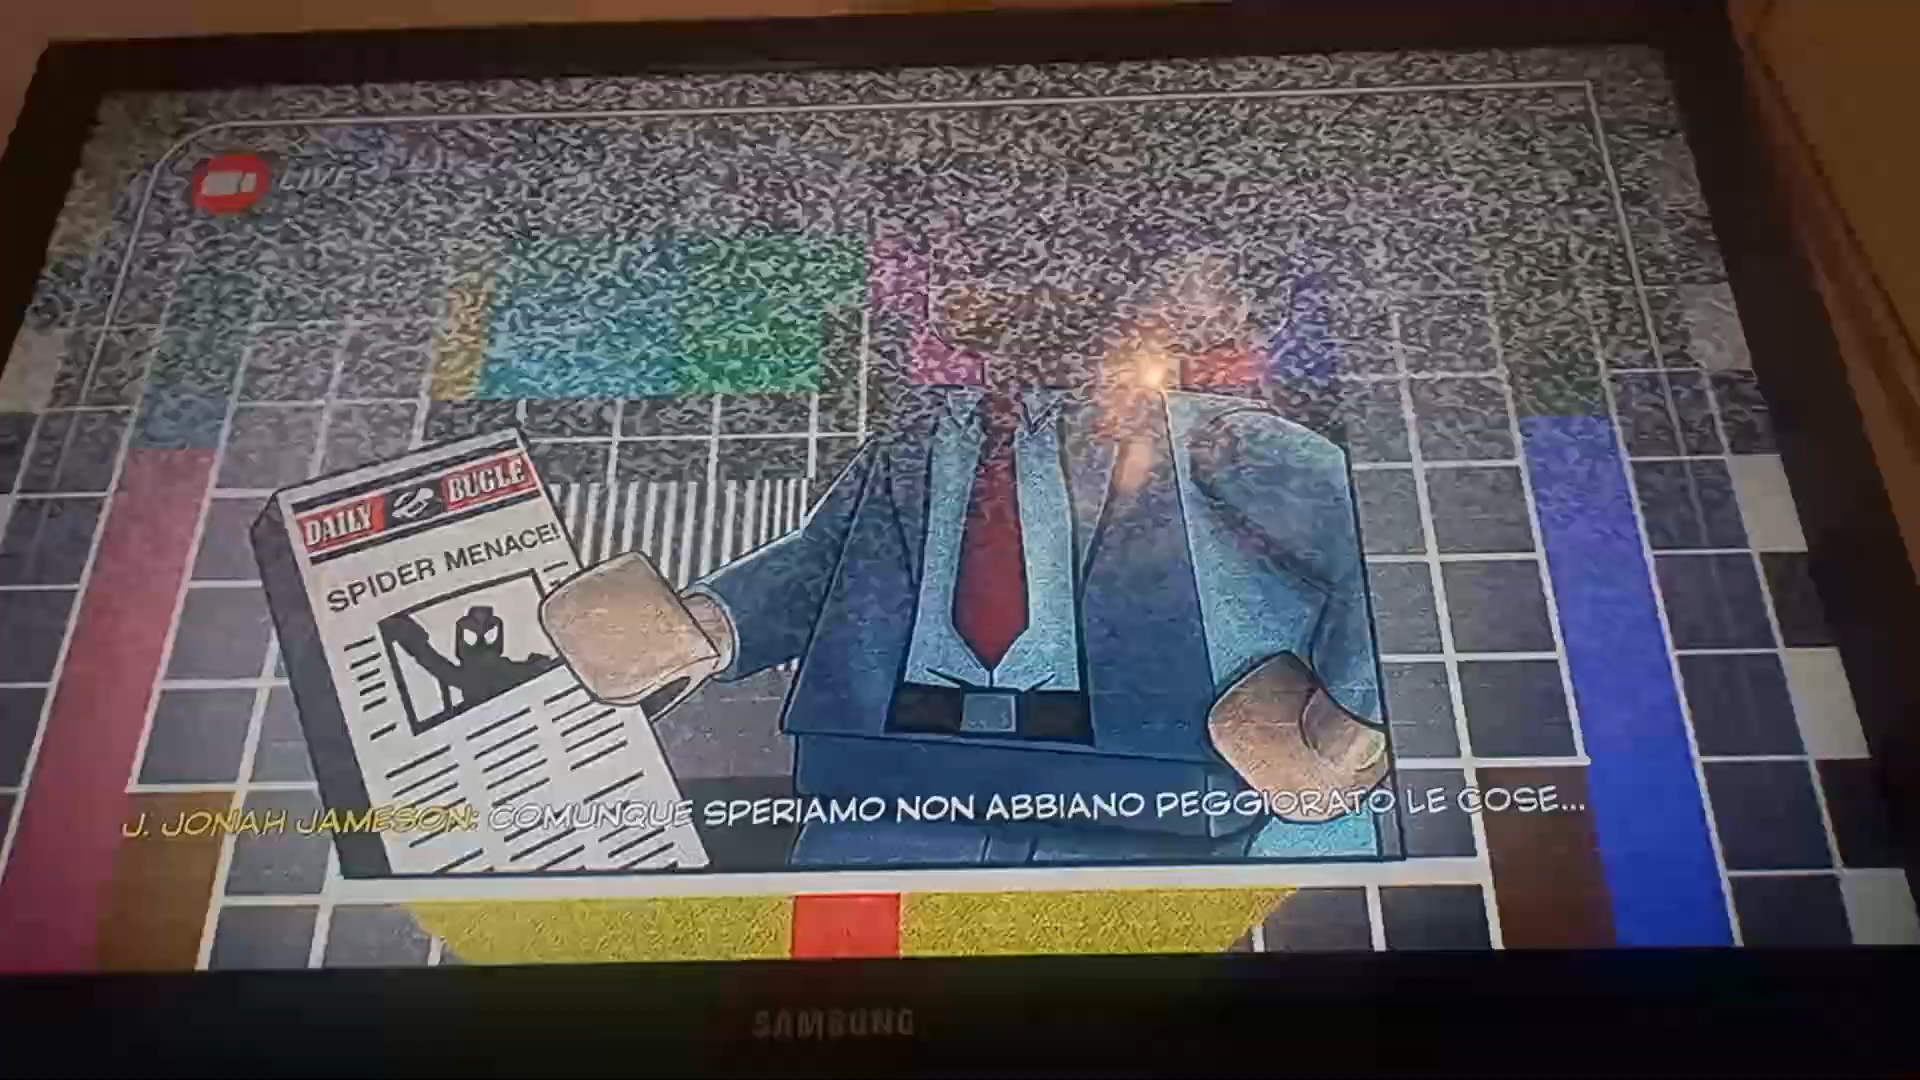 LIVE
DAILY BUGLE
SPIDER MENACE!
J. JONAH JAMESON: COMUNQUE SPERIAMO NON ABBIANO PEGGIORATO LE COSE...
SAMSUNG